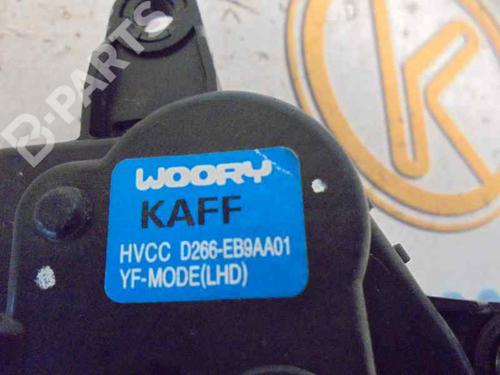 B-PARTS
WOORY
KAFF
HVCC D266-EB9AA01
YF-MODE(LHD)